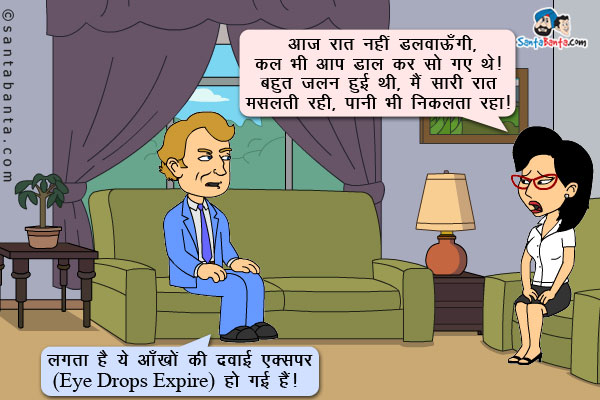 © santabanta.com
SantaBanta.com
आज रात नहीं डलवाऊँगी,
कल भी आप डाल कर सो गए थे!
बहुत जलन हुई थी, मैं सारी रात
मसलती रही, पानी भी निकलता रहा!
लगता है ये आँखों की दवाई एक्सपर
(Eye Drops Expire) हो गई हैं!